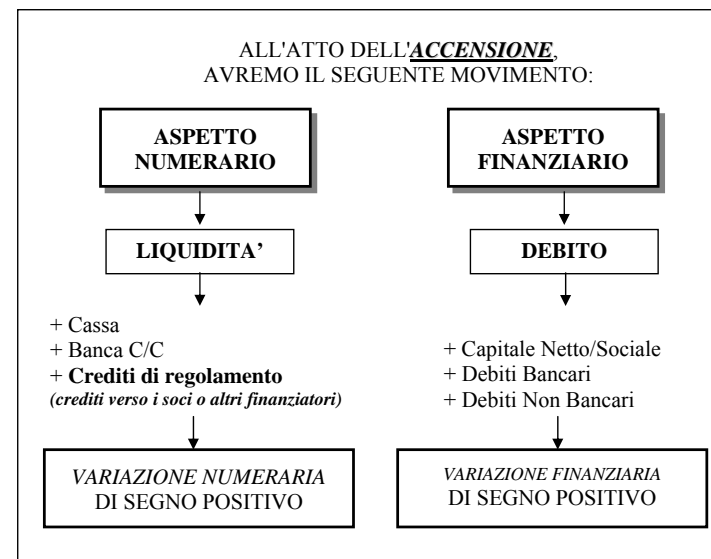 ALL'ATTO DELL'ACCENSIONE,
AVREMO IL SEGUENTE MOVIMENTO:
ASPETTO
NUMERARIO
LIQUIDITA’
+ Cassa
+ Banca C/C
+ Crediti di regolamento
(crediti verso i soci o altri finanziatori)
VARIAZIONE NUMERARIA
DI SEGNO POSITIVO
ASPETTO
FINANZIARIO
DEBITO
+ Capitale Netto/Sociale
+ Debiti Bancari
+ Debiti Non Bancari
VARIAZIONE FINANZIARIA
DI SEGNO POSITIVO